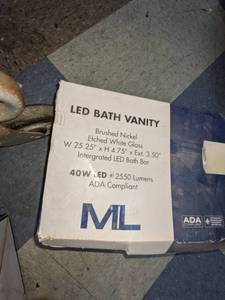 LED BATH VANITY
Brushed Nickel
Etched White Glass
W 25.25" x H 4.75" x Ext. 3.50"
Intergrated LED Bath Bar
40W LED = 2550 Lumens
ADA Compliant
ML
ADA